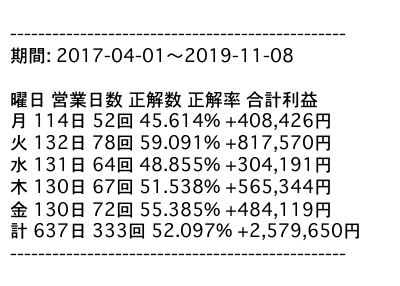 ------------------------------------------------
期間: 2017-04-01～2019-11-08
曜日 営業日数 正解数 正解率 合計利益
月 114日 52回 45.614% +408,426円
火 132日 78回 59.091% +817,570円
水 131日 64回 48.855% +304,191円
木 130日 67回 51.538% +565,344円
金 130日 72回 55.385% +484,119円
計 637日 333回 52.097% +2,579,650円
------------------------------------------------